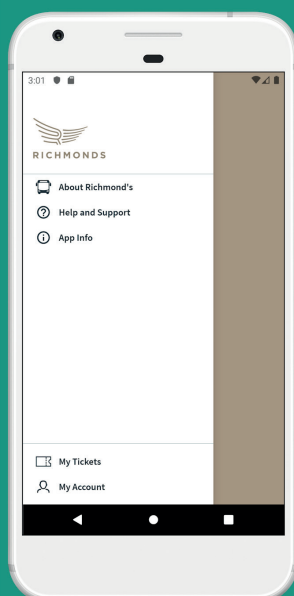 3:01
RICHMONDS
About Richmond's
Help and Support
App Info
My Tickets
My Account